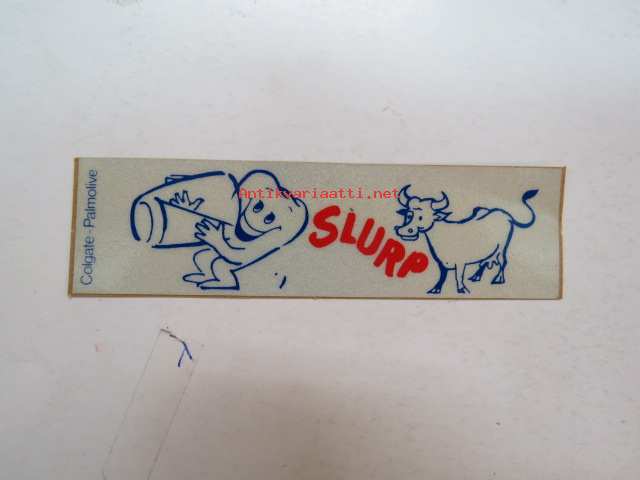 Colgate - Palmolive
Antikvariaatti.net
SLURP